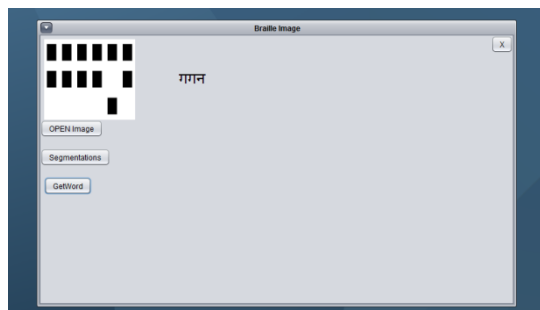 Braille Image
X
गगन
OPEN Image
Segmentations
GetWord